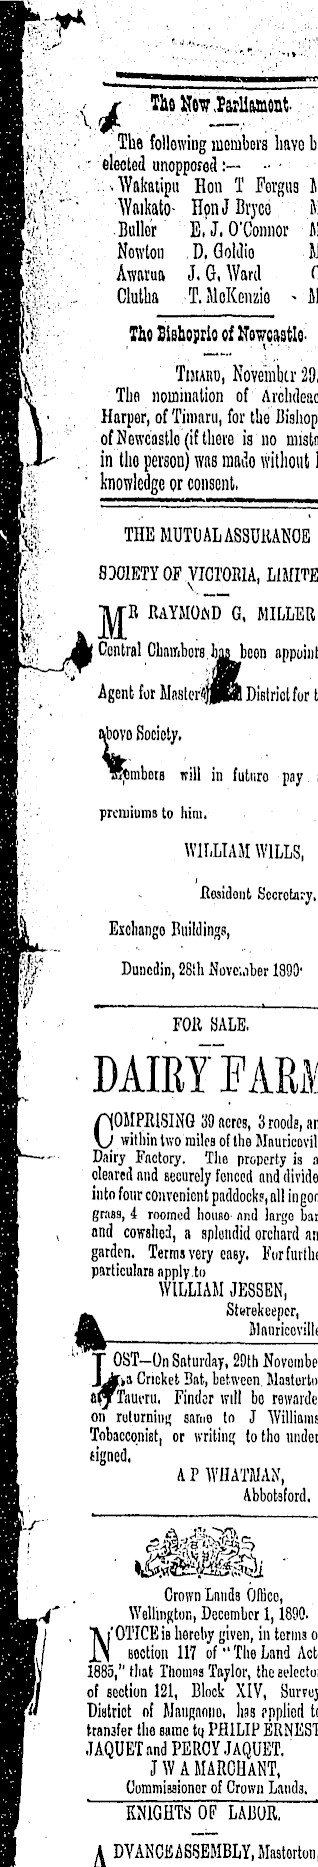 The New Parliament.
The following members have b
elected unopposed :—
Wakatipu Hon T Fergus M
Waikato- Hon J Bryce M
Buller E. J. O'Connor M
Newton D. Goldie M
Awarua J. G. Ward O
Clutha T. McKenzie - M
The Bishopric of Newcastle.
TIMARU, November 29.
The nomination of Archdeac
Harper, of Timaru, for the Bishop
of Newcastle (if there is no mista
in the person) was made without
knowledge or consent.
THE MUTUAL ASSURANCE
SOCIETY OF VICTORIA, LIMITE
MR RAYMOND G, MILLER
Central Chambers has been appoint
Agent for District for t
above Society.
Members will in future pay
premiums to him.
WILLIAM WILLS,
Resident Secretary.
Exchange Buildings,
Dunedin, 28th November 1890.
FOR SALE.
DAIRY FARM
COMPRISING 39 acres, 3 roods, an
within two miles of the Mauricevil
Dairy Factory. The property is a
cleared and securely fenced and divide
into four convenient paddocks, all in goo
grass, 4 roomed house and large bar
and cowshed, a splendid orchard an
garden. Terms very easy. For furthe
particulars apply to
WILLIAM JESSEN,
Storekeeper,
Mauriceville
LOST—On Saturday, 29th Novembe
a Cricket Bat, between Masterto
Taueru. Finder will be rewarde
on returning same to J Williams
Tobacconist, or writing to the under
signed.
A P WHATMAN,
Abbotsford.
Crown Lands Office,
Wellington, December 1, 1890.
NOTICE is hereby given, in terms o
section 117 of "The Land Act
1885," that Thomas Taylor, the selecto
of section 121, Block XIV, Survey
District of Mangaone, has applied to
transfer the same to PHILIP ERNEST
JAQUET and PERCY JAQUET.
J W A MARCHANT,
Commissioner of Crown Lands.
KNIGHTS OF LABOR.
ADVANCE ASSEMBLY, Masterton,